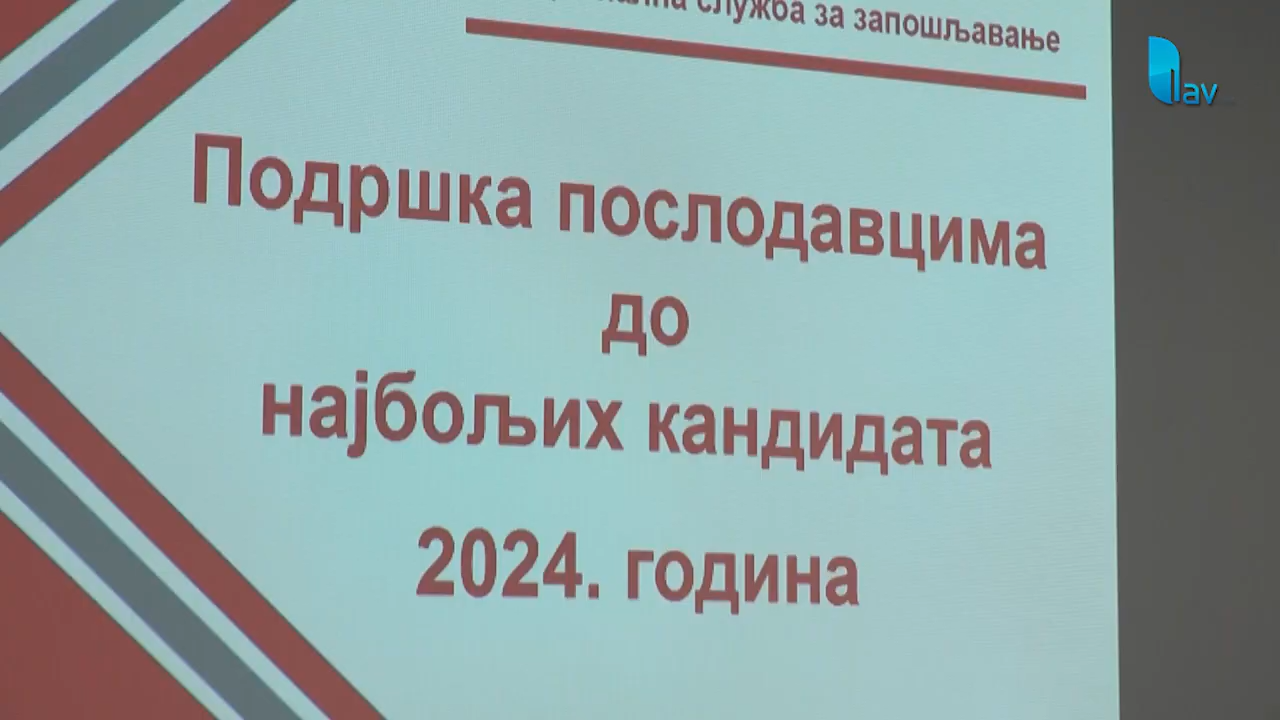 служба за запошљавање
Подршка послодавцима
до
најбољих кандидата
2024. година
lav